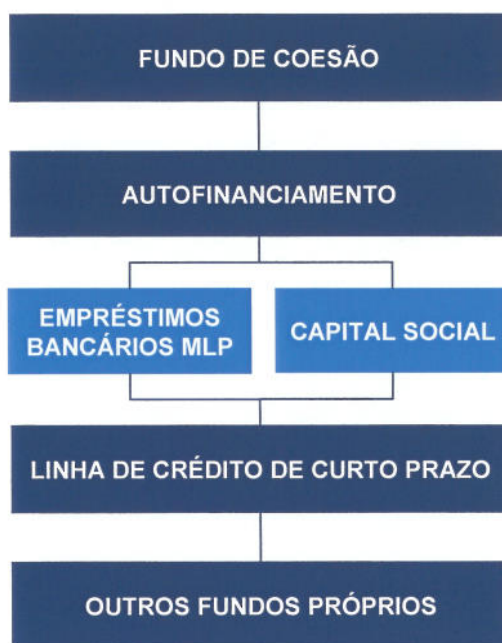 FUNDO DE COESÃO
AUTOFINANCIAMENTO
EMPRÉSTIMOS
BANCÁRIOS MLP
CAPITAL SOCIAL
LINHA DE CRÉDITO DE CURTO PRAZO
OUTROS FUNDOS PRÓPRIOS